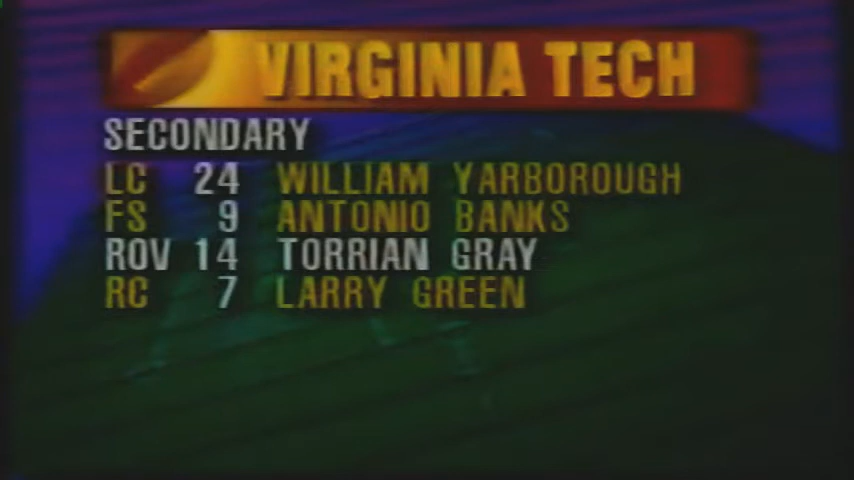 VIRGINIA TECH
SECONDARY
LC 24 WILLIAM YARBOROUGH
FS 9 ANTONIO BANKS
ROV 14 TORRIAN GRAY
RC 7 LARRY GREEN